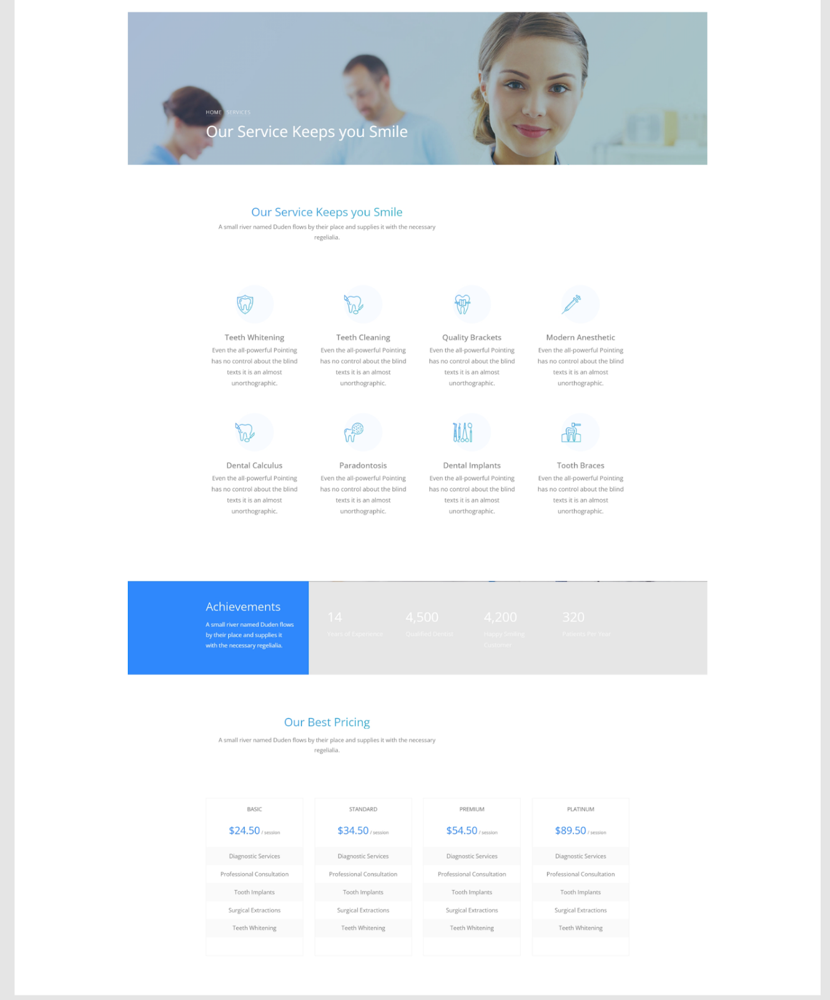 HOME SERVICES
Our Service Keeps you Smile
Our Service Keeps you Smile
A small river named Duden flows by their place and supplies it with the necessary
regelialia.
Teeth Whitening
Even the all-powerful Pointing
has no control about the blind
texts it is an almost
unorthographic.
Teeth Cleaning
Even the all-powerful Pointing
has no control about the blind
texts it is an almost
unorthographic.
Quality Brackets
Even the all-powerful Pointing
has no control about the blind
texts it is an almost
unorthographic.
Modern Anesthetic
Even the all-powerful Pointing
has no control about the blind
texts it is an almost
unorthographic.
Dental Calculus
Even the all-powerful Pointing
has no control about the blind
texts it is an almost
unorthographic.
Paradontosis
Even the all-powerful Pointing
has no control about the blind
texts it is an almost
unorthographic.
Dental Implants
Even the all-powerful Pointing
has no control about the blind
texts it is an almost
unorthographic.
Tooth Braces
Even the all-powerful Pointing
has no control about the blind
texts it is an almost
unorthographic.
Achievements
A small river named Duden flows
by their place and supplies it
with the necessary regelialia.
14
Years of Experience
4,500
Qualified Dentist
4,200
Happy Smiling
Customer
320
Patients Per Year
Our Best Pricing
A small river named Duden flows by their place and supplies it with the necessary
regelialia.
BASIC
$24.50 / session
Diagnostic Services
Professional Consultation
Tooth Implants
Surgical Extractions
Teeth Whitening
STANDARD
$34.50 / session
Diagnostic Services
Professional Consultation
Tooth Implants
Surgical Extractions
Teeth Whitening
PREMIUM
$54.50 / session
Diagnostic Services
Professional Consultation
Tooth Implants
Surgical Extractions
Teeth Whitening
PLATINUM
$89.50 / session
Diagnostic Services
Professional Consultation
Tooth Implants
Surgical Extractions
Teeth Whitening